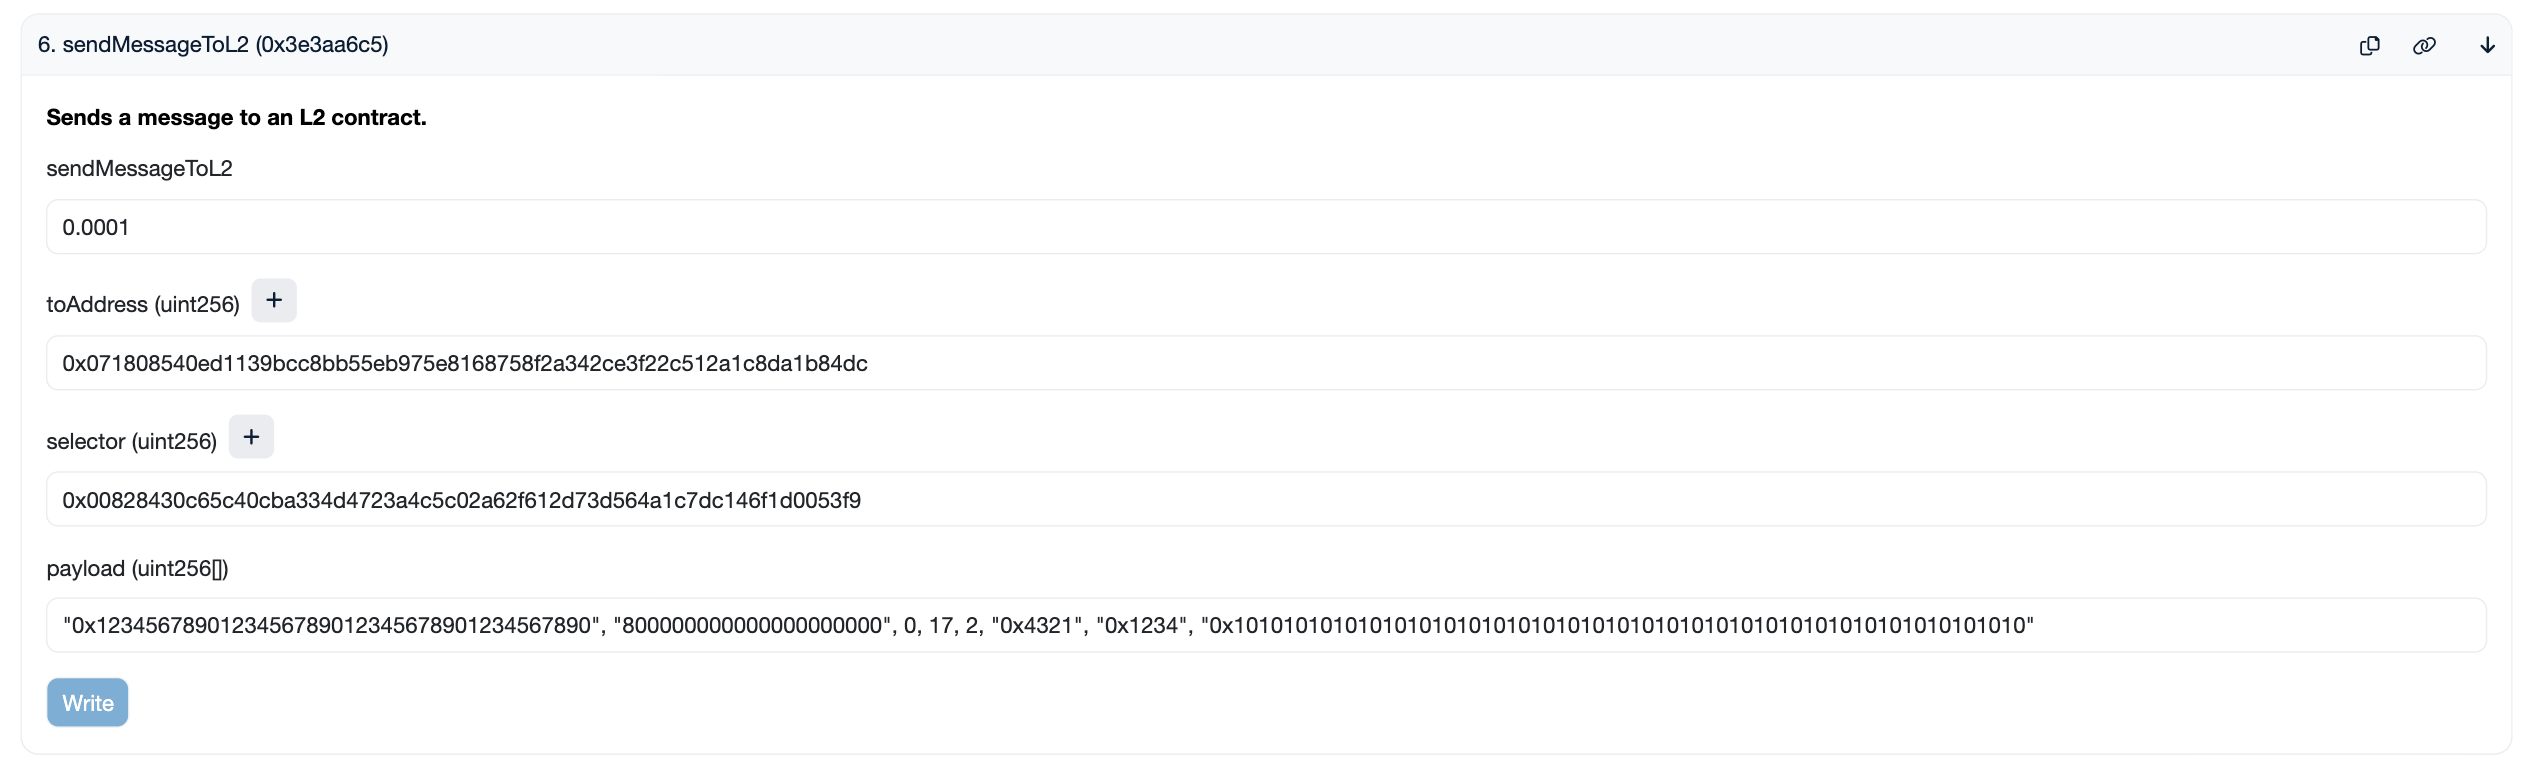 6. sendMessageToL2 (0x3e3aa6c5)
Sends a message to an L2 contract.
sendMessageToL2
0.0001
toAddress (uint256) +
0x071808540ed1139bcc8bb55eb975e8168758f2a342ce3f22c512a1c8da1b84dc
selector (uint256) +
0x00828430c65c40cba334d4723a4c5c02a62f612d73d564a1c7dc146f1d0053f9
payload (uint256[])
"0x1234567890123456789012345678901234567890", "800000000000000000000", 0, 17, 2, "0x4321", "0x1234", "0x101010101010101010101010101010101010101010101010101010101010"
Write